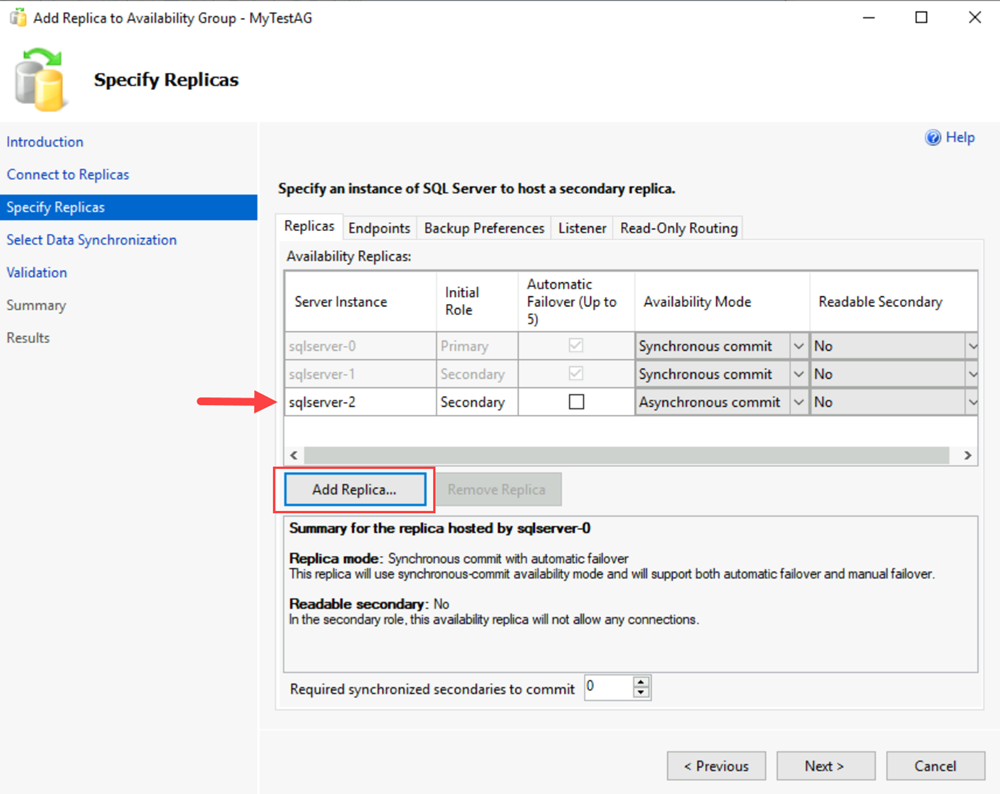 Add Replica to Availability Group - MyTestAG
Specify Replicas
Introduction
Connect to Replicas
Specify Replicas
Select Data Synchronization
Validation
Summary
Results
Help
Specify an instance of SQL Server to host a secondary replica.
Replicas Endpoints Backup Preferences Listener Read-Only Routing
Availability Replicas:
Server Instance
Initial
Role
Automatic
Failover (Up to
5)
Availability Mode
Readable Secondary
sqlserver-0 Primary Synchronous commit No
sqlserver-1 Secondary Synchronous commit No
sqlserver-2 Secondary Asynchronous commit No
Add Replica... Remove Replica
Summary for the replica hosted by sqlserver-0
Replica mode: Synchronous commit with automatic failover
This replica will use synchronous-commit availability mode and will support both automatic failover and manual failover.
Readable secondary: No
In the secondary role, this availability replica will not allow any connections.
Required synchronized secondaries to commit 0
< Previous Next > Cancel